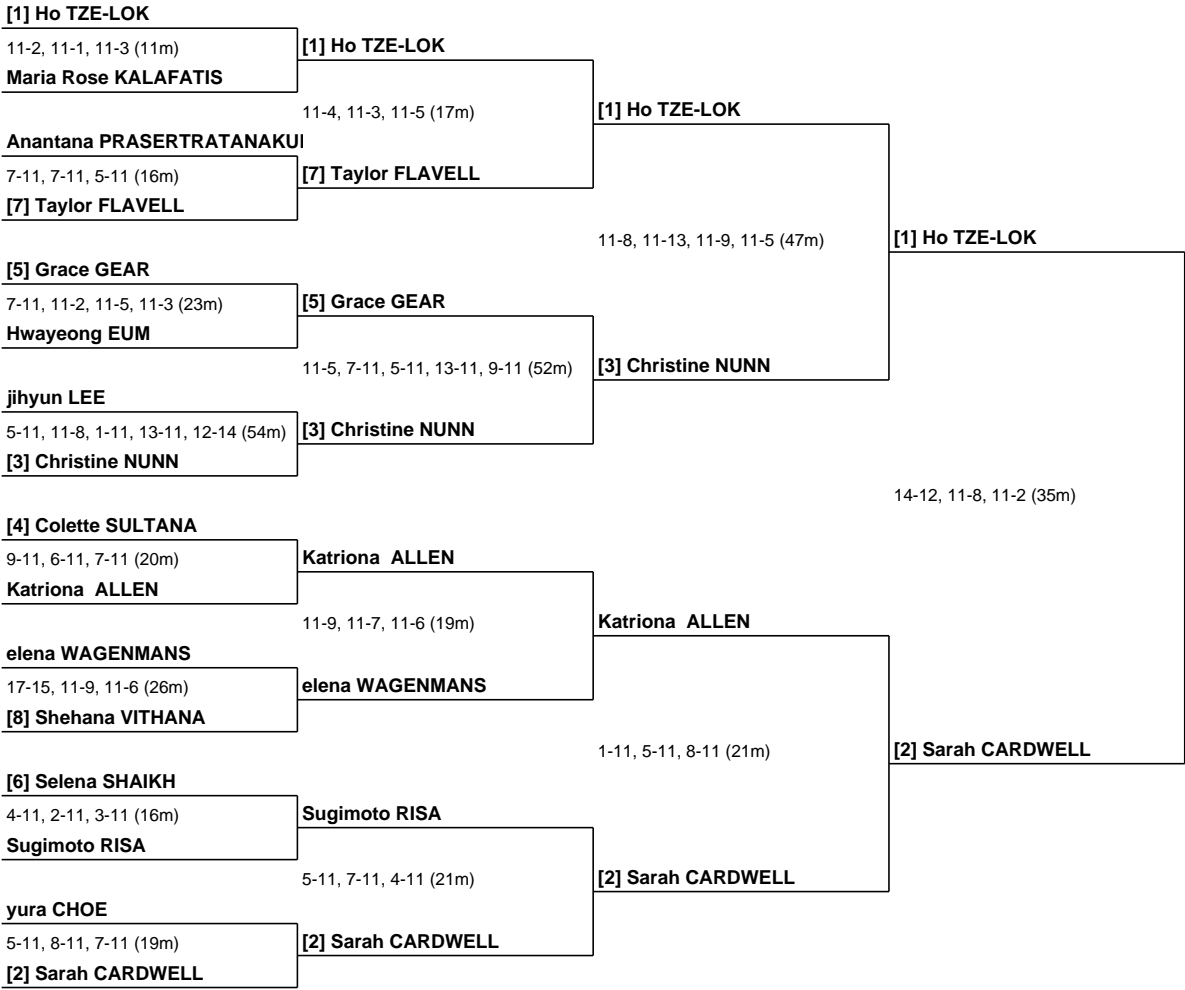 [1] Ho TZE-LOK
11-2, 11-1, 11-3 (11m)
Maria Rose KALAFATIS
Anantana PRASERTRATANAKUI
7-11, 7-11, 5-11 (16m)
[7] Taylor FLAVELL
[5] Grace GEAR
7-11, 11-2, 11-5, 11-3 (23m)
Hwayeong EUM
jihyun LEE
5-11, 11-8, 1-11, 13-11, 12-14 (54m)
[3] Christine NUNN
[4] Colette SULTANA
9-11, 6-11, 7-11 (20m)
Katriona ALLEN
elena WAGENMANS
17-15, 11-9, 11-6 (26m)
[8] Shehana VITHANA
[6] Selena SHAIKH
4-11, 2-11, 3-11 (16m)
Sugimoto RISA
yura CHOE
5-11, 8-11, 7-11 (19m)
[2] Sarah CARDWELL
[1] Ho TZE-LOK
11-4, 11-3, 11-5 (17m)
[7] Taylor FLAVELL
[5] Grace GEAR
11-5, 7-11, 5-11, 13-11, 9-11 (52m)
[3] Christine NUNN
Katriona ALLEN
11-9, 11-7, 11-6 (19m)
elena WAGENMANS
Sugimoto RISA
5-11, 7-11, 4-11 (21m)
[2] Sarah CARDWELL
[1] Ho TZE-LOK
11-8, 11-13, 11-9, 11-5 (47m)
[3] Christine NUNN
Katriona ALLEN
1-11, 5-11, 8-11 (21m)
[2] Sarah CARDWELL
[1] Ho TZE-LOK
14-12, 11-8, 11-2 (35m)
[2] Sarah CARDWELL